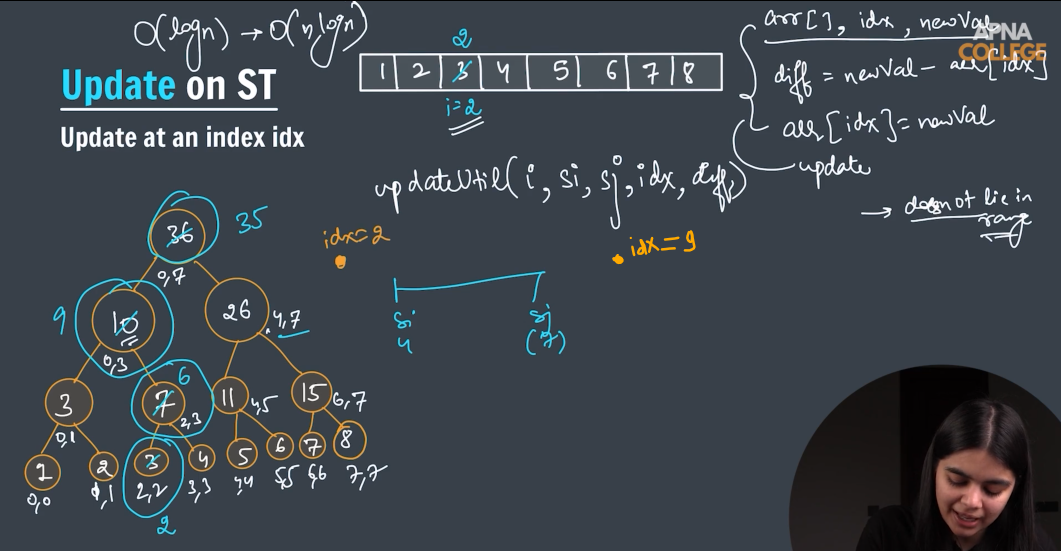 O(logn) → O(n logn)
Update on ST
Update at an index idx
2
1 2 3 4 5 6 7 8
i=2
arr[], idx, newVal
APNA
COLLEGE
diff = newVal - arr[idx]
arr[idx] = newVal
update
updateUtil(i, si, sj, idx, diff)
→ does not lie in
range
36 35
0,7
idx=2
idx=9
9 10
0,3
26
4,7
si
4
sj
(7)
3
0,1
7 6
2,3
11
4,5
15
6,7
1
0,0
2
1,1
3
2,2
4
3,3
5
4,4
6
5,5
7
6,6
8
7,7
2